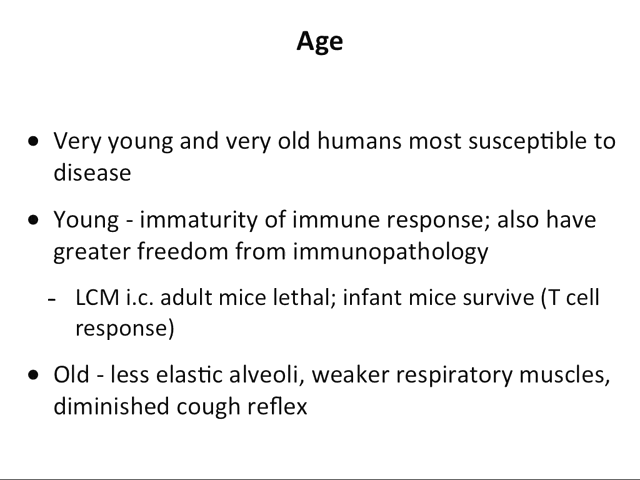 Age
• Very young and very old humans most susceptible to
disease
• Young - immaturity of immune response; also have
greater freedom from immunopathology
- LCM i.c. adult mice lethal; infant mice survive (T cell
response)
• Old - less elastic alveoli, weaker respiratory muscles,
diminished cough reflex